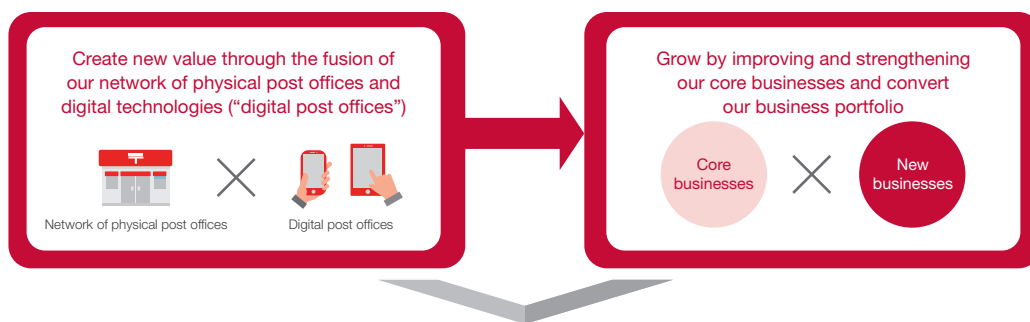 Create new value through the fusion of
our network of physical post offices and
digital technologies (“digital post offices”)
Network of physical post offices
Digital post offices
Grow by improving and strengthening
our core businesses and convert
our business portfolio
Core
businesses
New
businesses